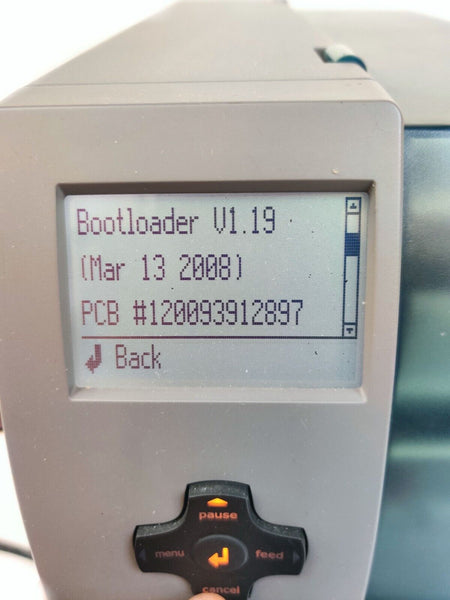 Bootloader V1.19
(Mar 13 2008)
PCB #120093912897
Back
pause
menu
feed
cancel